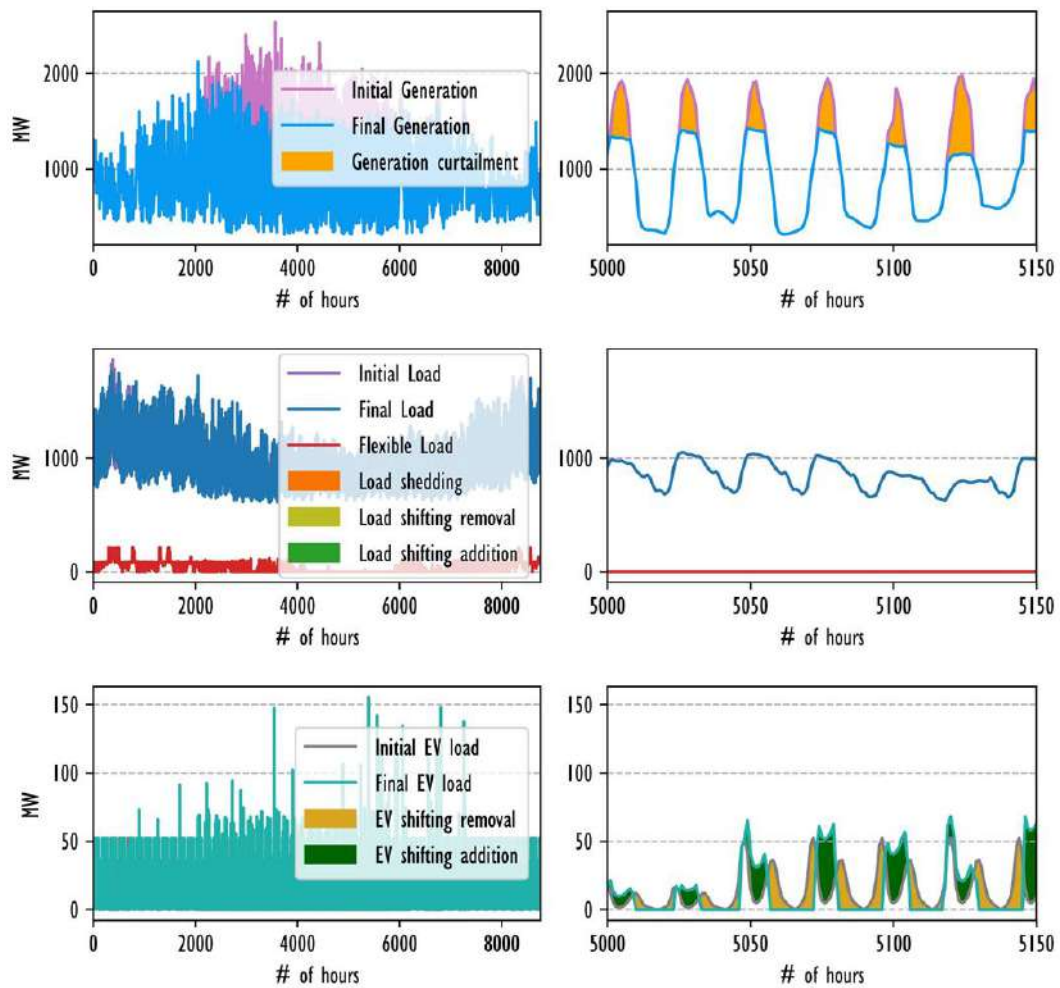 2000
1000
MW
Initial Generation
Final Generation
Generation curtailment
0 2000 4000 6000 8000
# of hours
5000 5050 5100 5150
# of hours
1000
0
MW
Initial Load
Final Load
Flexible Load
Load shedding
Load shifting removal
Load shifting addition
0 2000 4000 6000 8000
# of hours
1000
0
5000 5050 5100 5150
# of hours
150
100
50
0
MW
Initial EV load
Final EV load
EV shifting removal
EV shifting addition
0 2000 4000 6000 8000
# of hours
150
100
50
0
5000 5050 5100 5150
# of hours
2000
1000